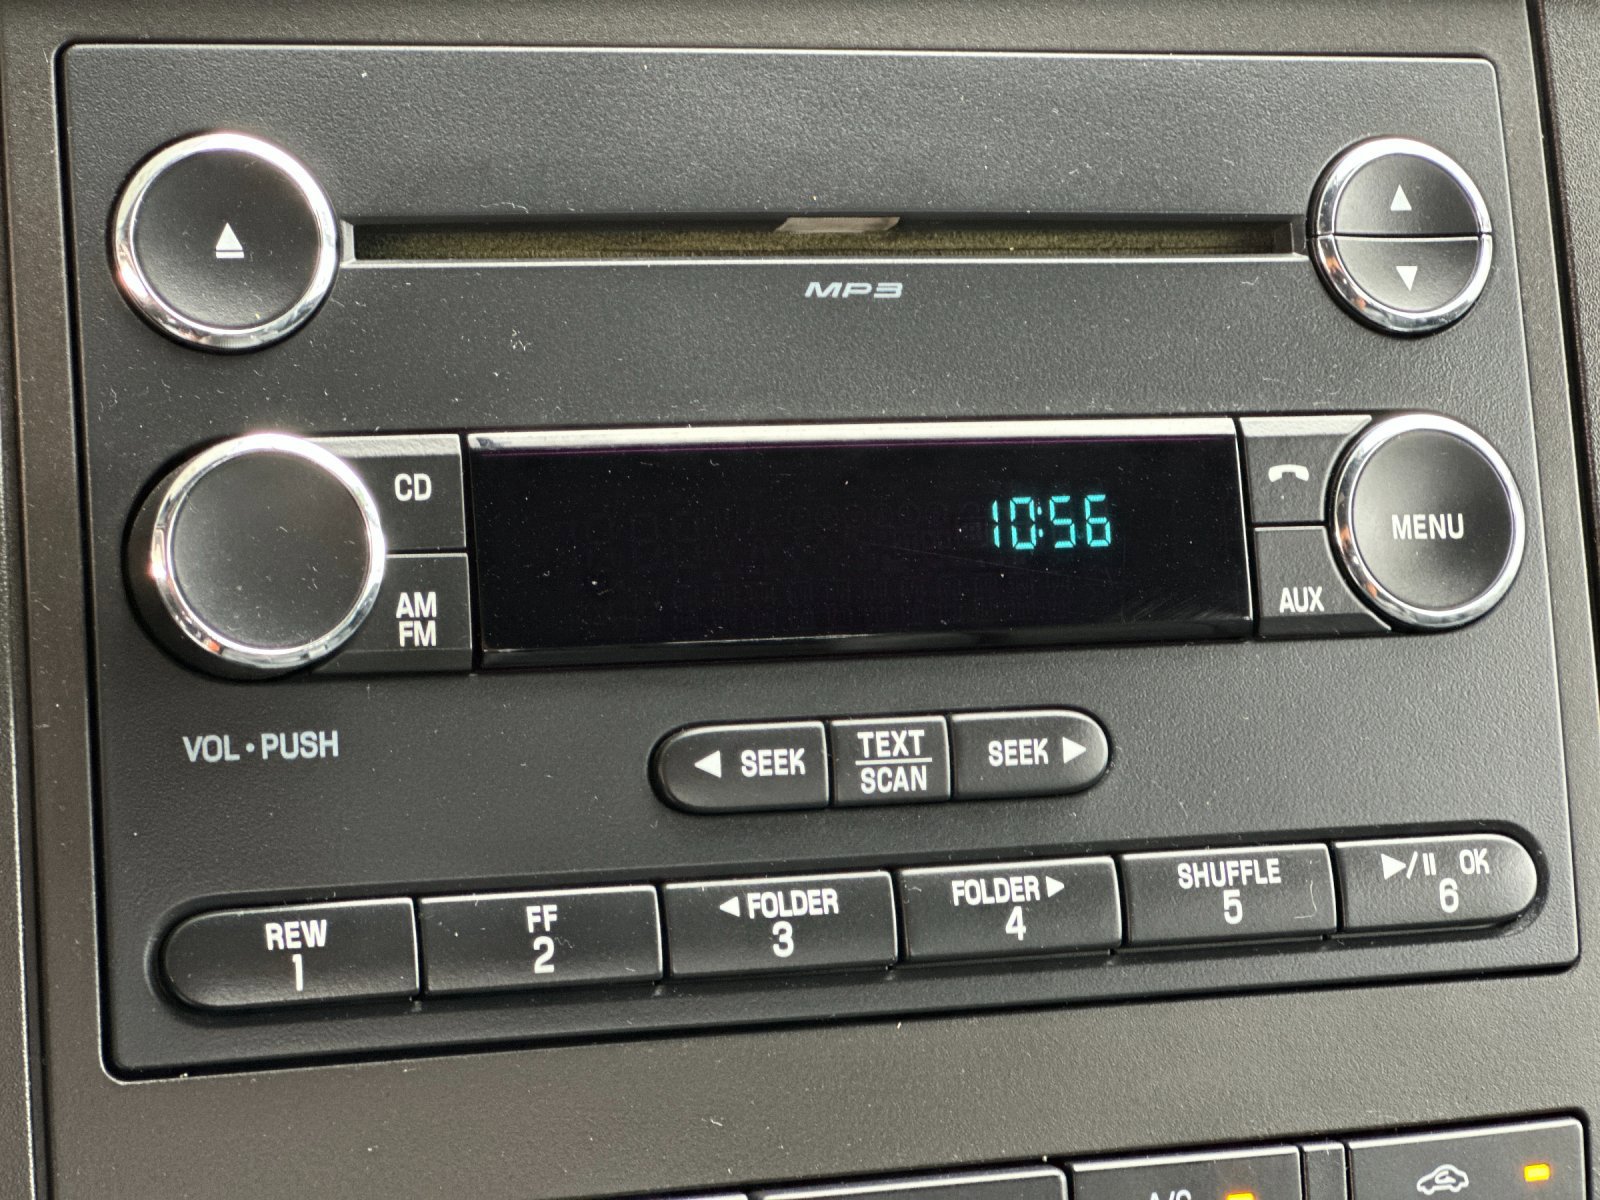 MP3
CD
10:56
MENU
AM
FM
AUX
VOL • PUSH
◀ SEEK
TEXT
SCAN
SEEK ▶
REW
1
FF
2
◀ FOLDER
3
FOLDER ▶
4
SHUFFLE
5
▶/II OK
6
A/C